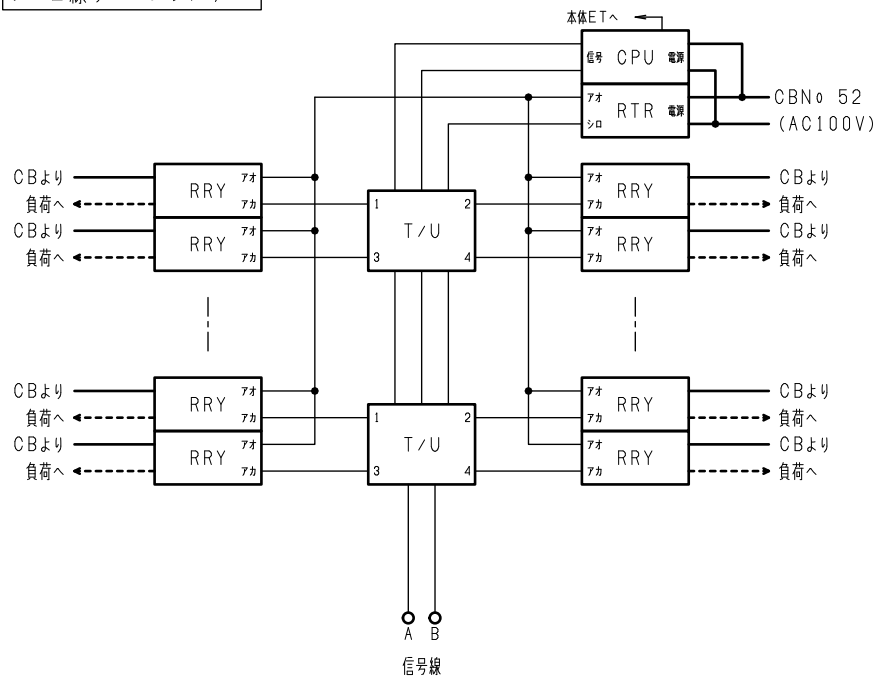 本体ETへ
信号 CPU 電源
アオ RTR 電源
シロ
CBNo 52
(AC100V)
CBより RRY アオ
負荷へ アカ
CBより RRY アオ
負荷へ アカ
1 2
T/U
3 4
アオ RRY CBより
アカ 負荷へ
アオ RRY CBより
アカ 負荷へ
CBより RRY アオ
負荷へ アカ
CBより RRY アオ
負荷へ アカ
1 2
T/U
3 4
アオ RRY CBより
アカ 負荷へ
アオ RRY CBより
アカ 負荷へ
A B
信号線